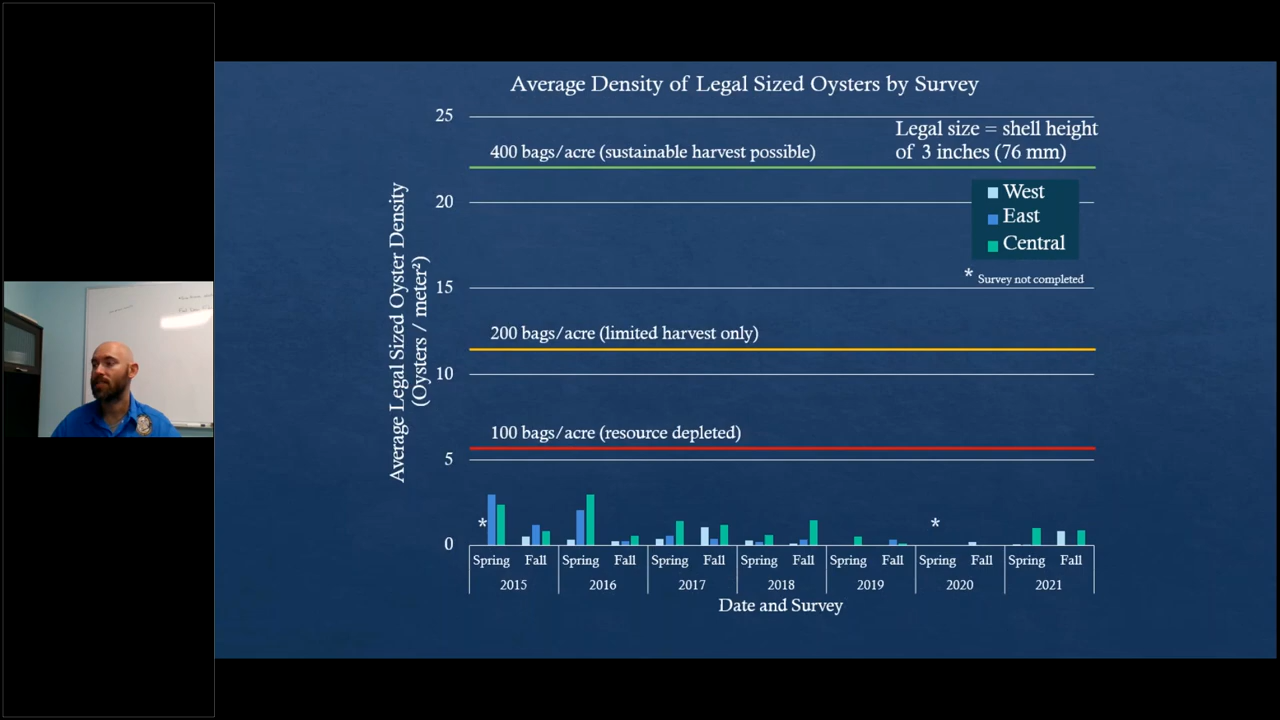 Average Density of Legal Sized Oysters by Survey
25
Legal size = shell height
of 3 inches (76 mm)
400 bags/acre (sustainable harvest possible)
West
20
East
Central
* Survey not completed
15
Average Legal Sized Oyster Density
(Oysters / meter²)
200 bags/acre (limited harvest only)
10
100 bags/acre (resource depleted)
5
* *
0
Spring Fall Spring Fall Spring Fall Spring Fall Spring Fall Spring Fall Spring Fall
2015 2016 2017 2018 2019 2020 2021
Date and Survey